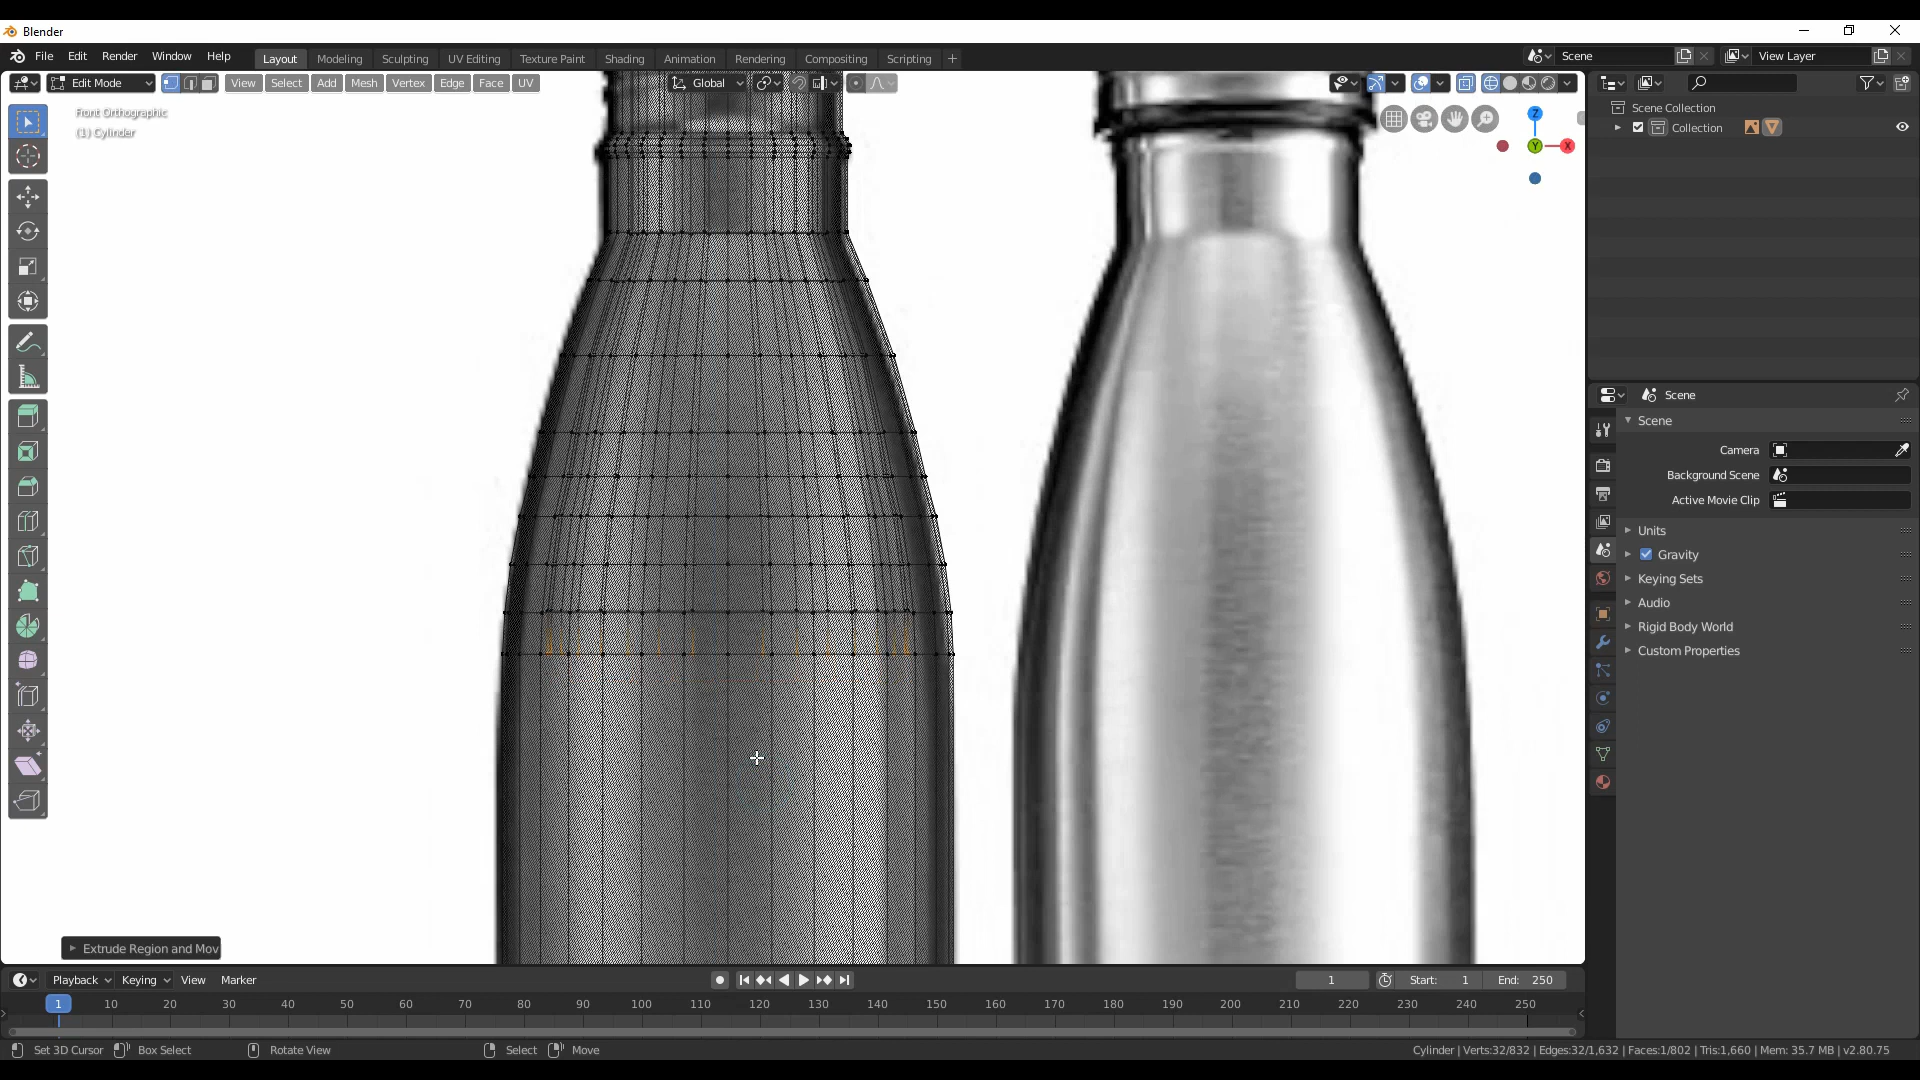 Blender
File Edit Render Window Help
Layout Modeling Sculpting UV Editing Texture Paint Shading Animation Rendering Compositing Scripting +
Scene
View Layer
Edit Mode
View Select Add Mesh Vertex Edge Face UV
Global
Front Orthographic
(1) Cylinder
Z
Y
X
Scene Collection
Collection
Scene
Scene
Camera
Background Scene
Active Movie Clip
Units
Gravity
Keying Sets
Audio
Rigid Body World
Custom Properties
Extrude Region and Mov
Playback Keying View Marker
1
Start: 1
End: 250
1 10 20 30 40 50 60 70 80 90 100 110 120 130 140 150 160 170 180 190 200 210 220 230 240 250
Set 3D Cursor Box Select Rotate View Select Move
Cylinder | Verts:32/832 | Edges:32/1,632 | Faces:1/802 | Tris:1,660 | Mem: 35.7 MB | v2.80.75